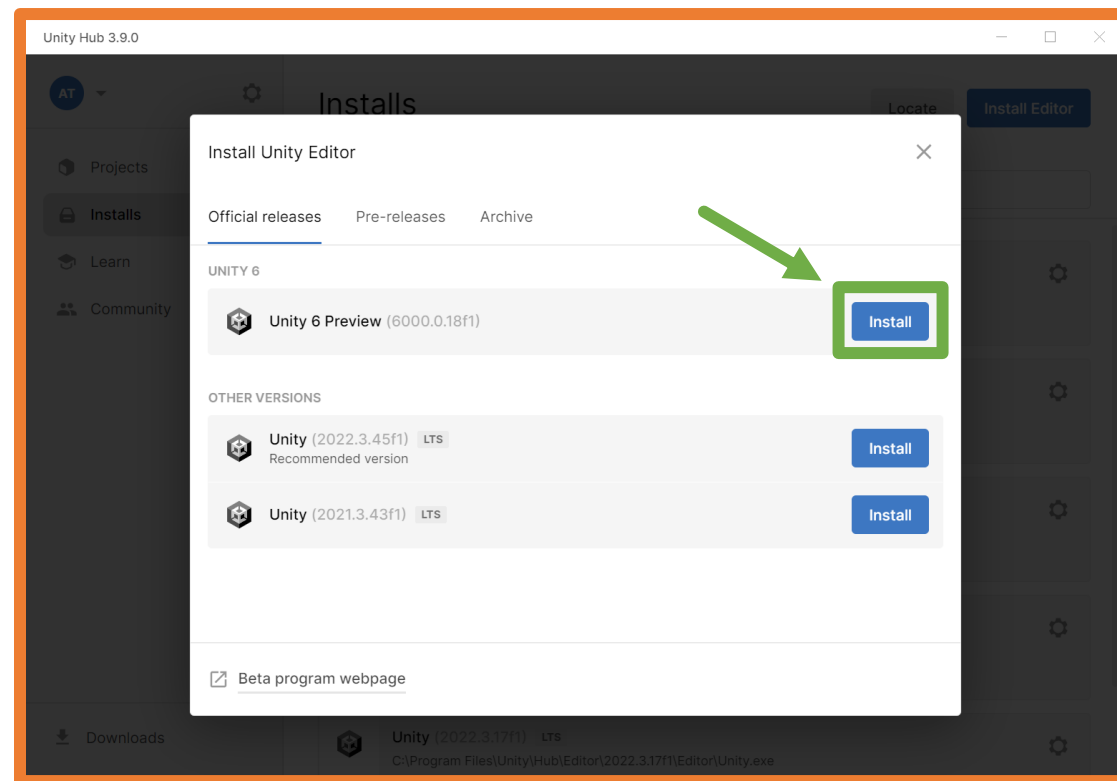 Unity Hub 3.9.0
AT
Installs
Locate
Install Editor
Projects
Installs
Learn
Community
Install Unity Editor
Official releases Pre-releases Archive
UNITY 6
Unity 6 Preview (6000.0.18f1)
Install
OTHER VERSIONS
Unity (2022.3.45f1) LTS
Recommended version
Install
Unity (2021.3.43f1) LTS
Install
Beta program webpage
Downloads
Unity (2022.3.17f1) LTS
C:\Program Files\Unity\Hub\Editor\2022.3.17f1\Editor\Unity.exe